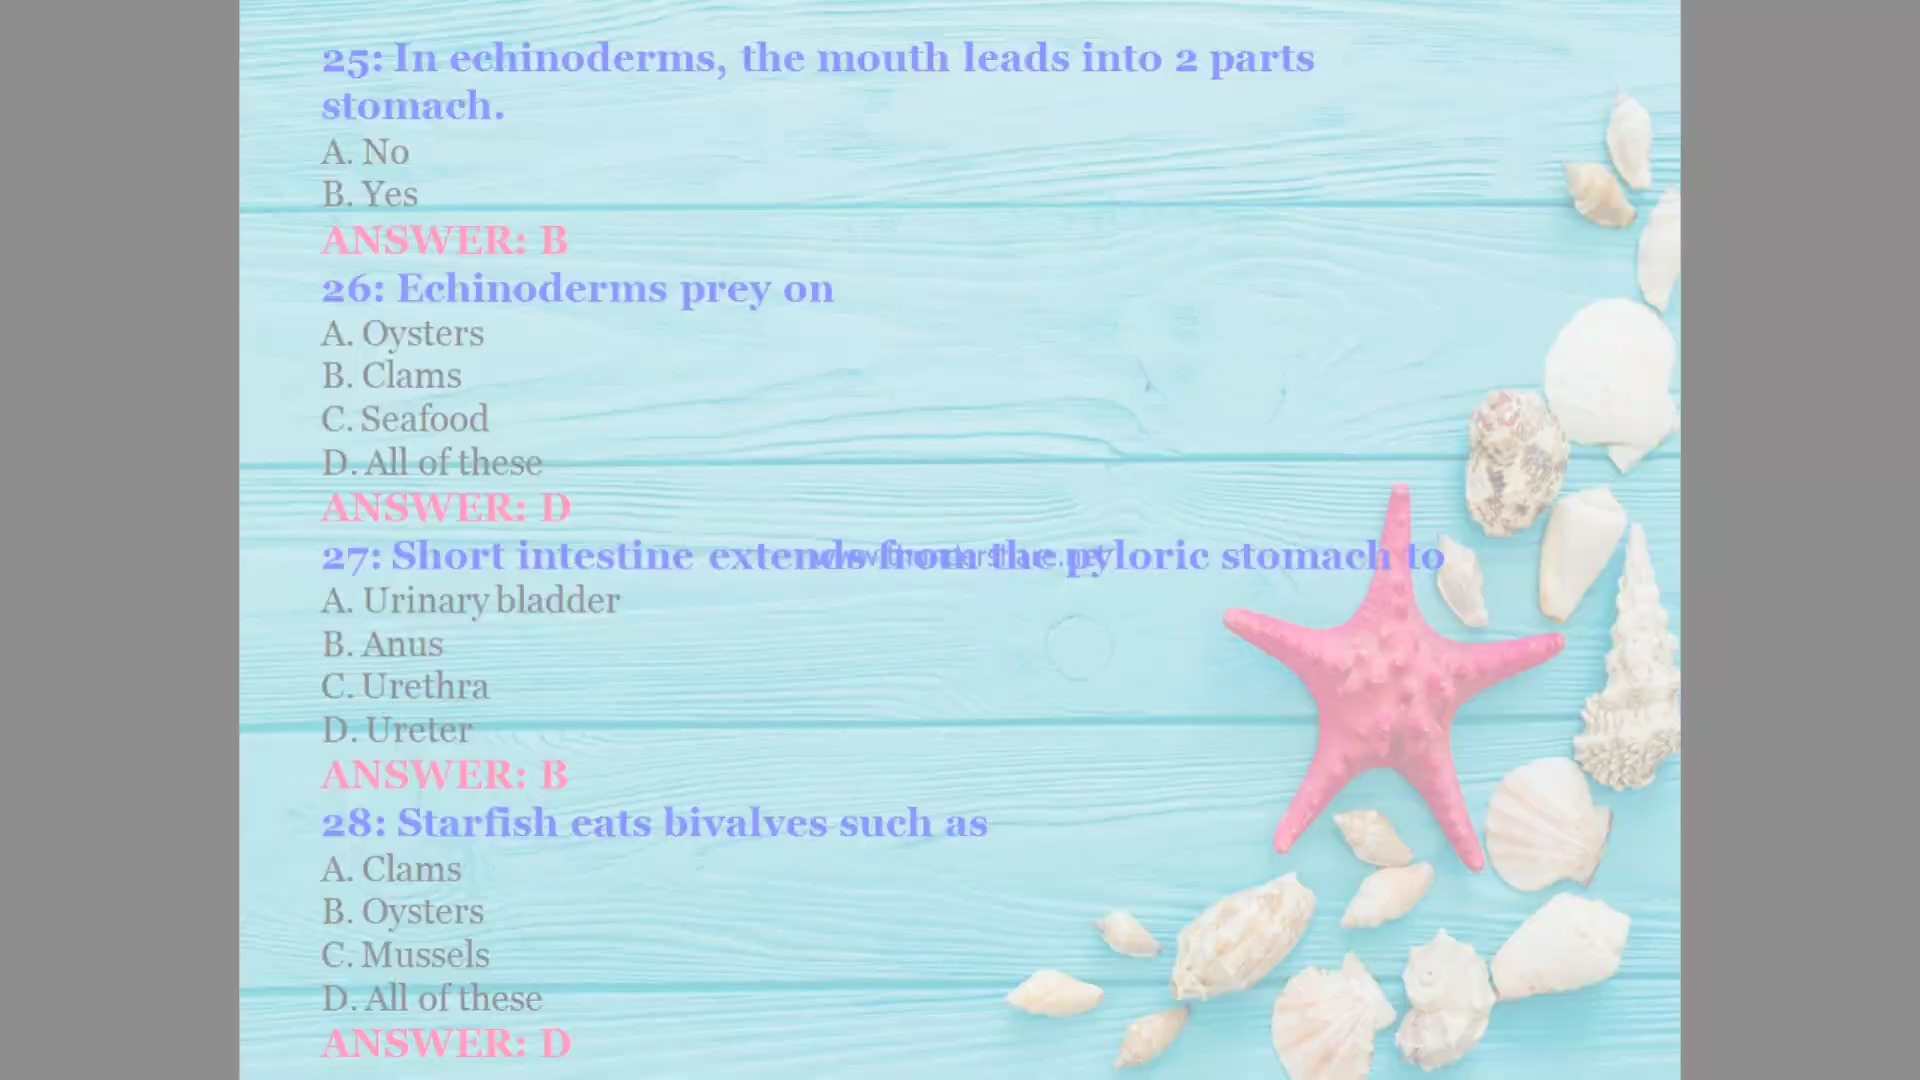 25: In echinoderms, the mouth leads into 2 parts
stomach.
A. No
B. Yes
ANSWER: B
26: Echinoderms prey on
A. Oysters
B. Clams
C. Seafood
D. All of these
ANSWER: D
27: Short intestine extends from the pyloric stomach to
A. Urinary bladder
B. Anus
C. Urethra
D. Ureter
ANSWER: B
28: Starfish eats bivalves such as
A. Clams
B. Oysters
C. Mussels
D. All of these
ANSWER: D